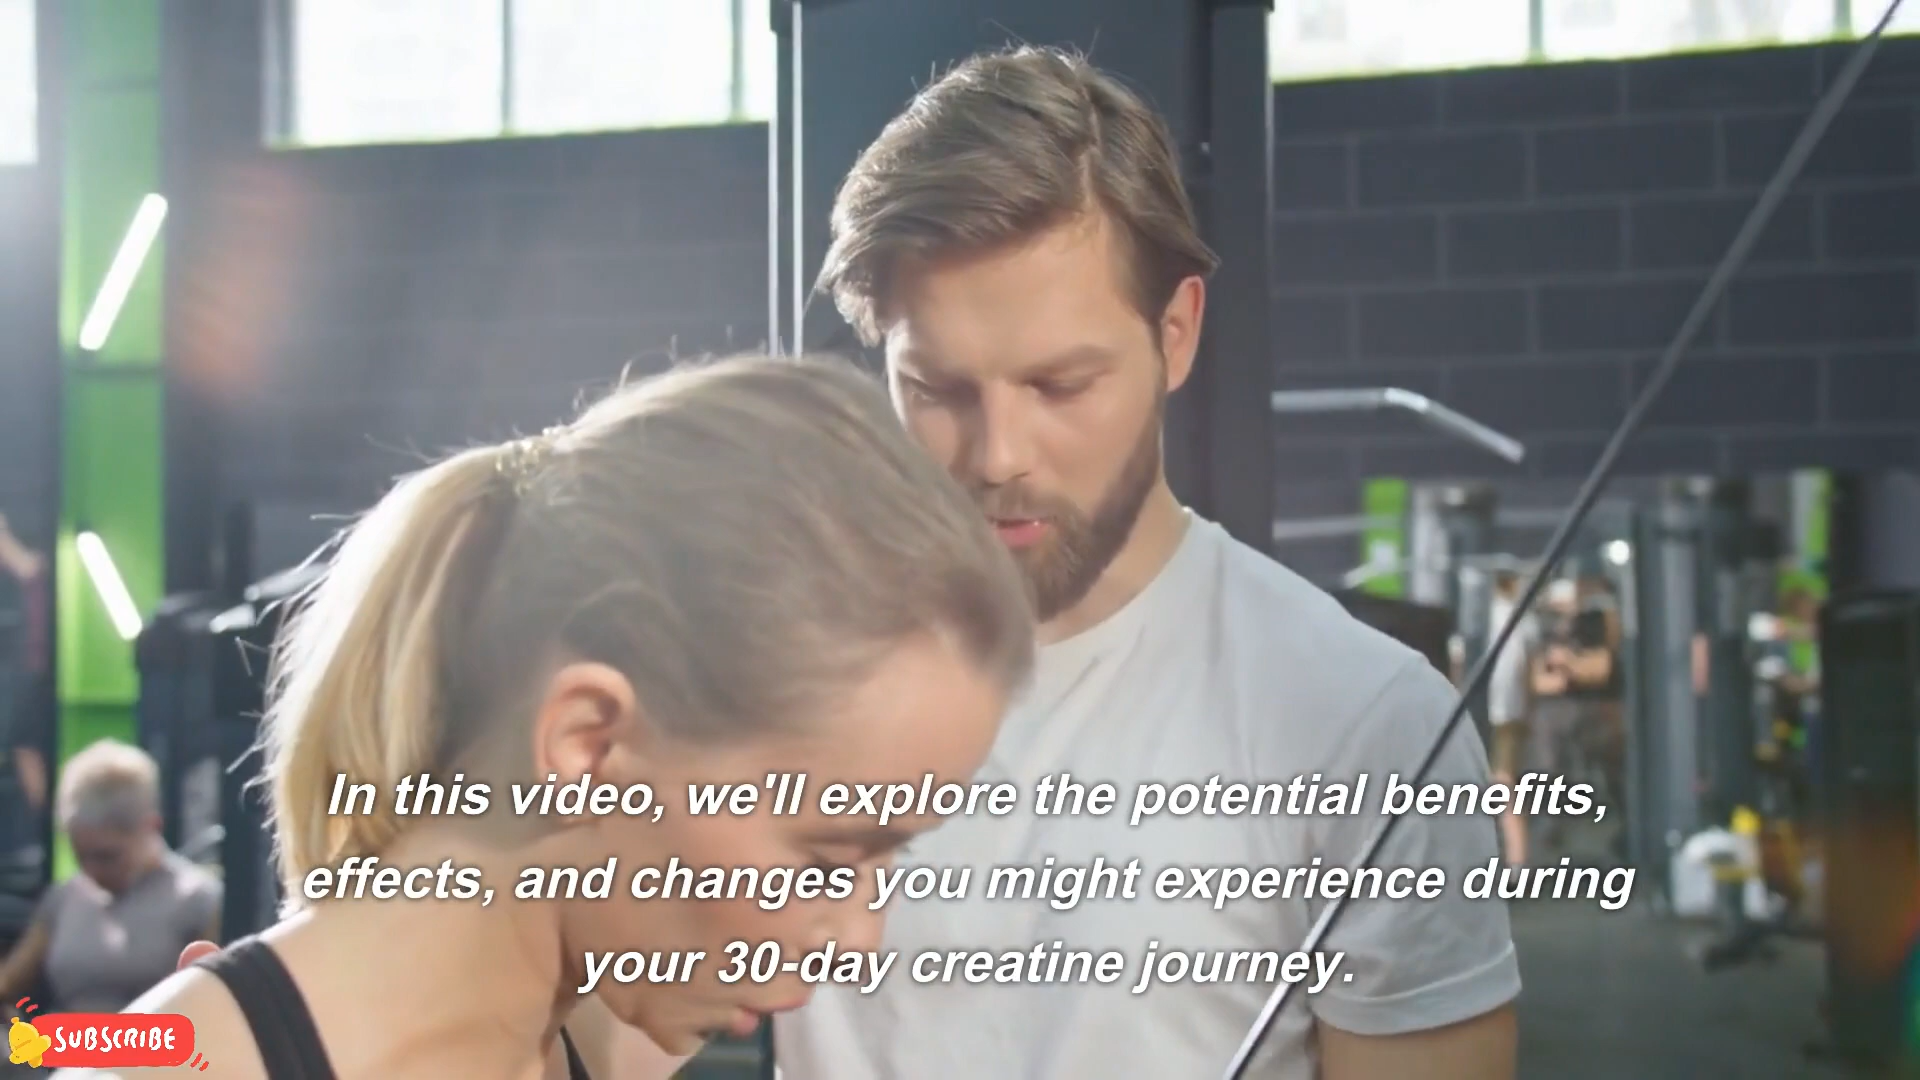 In this video, we'll explore the potential benefits,
effects, and changes you might experience during
your 30-day creatine journey.
SUBSCRIBE